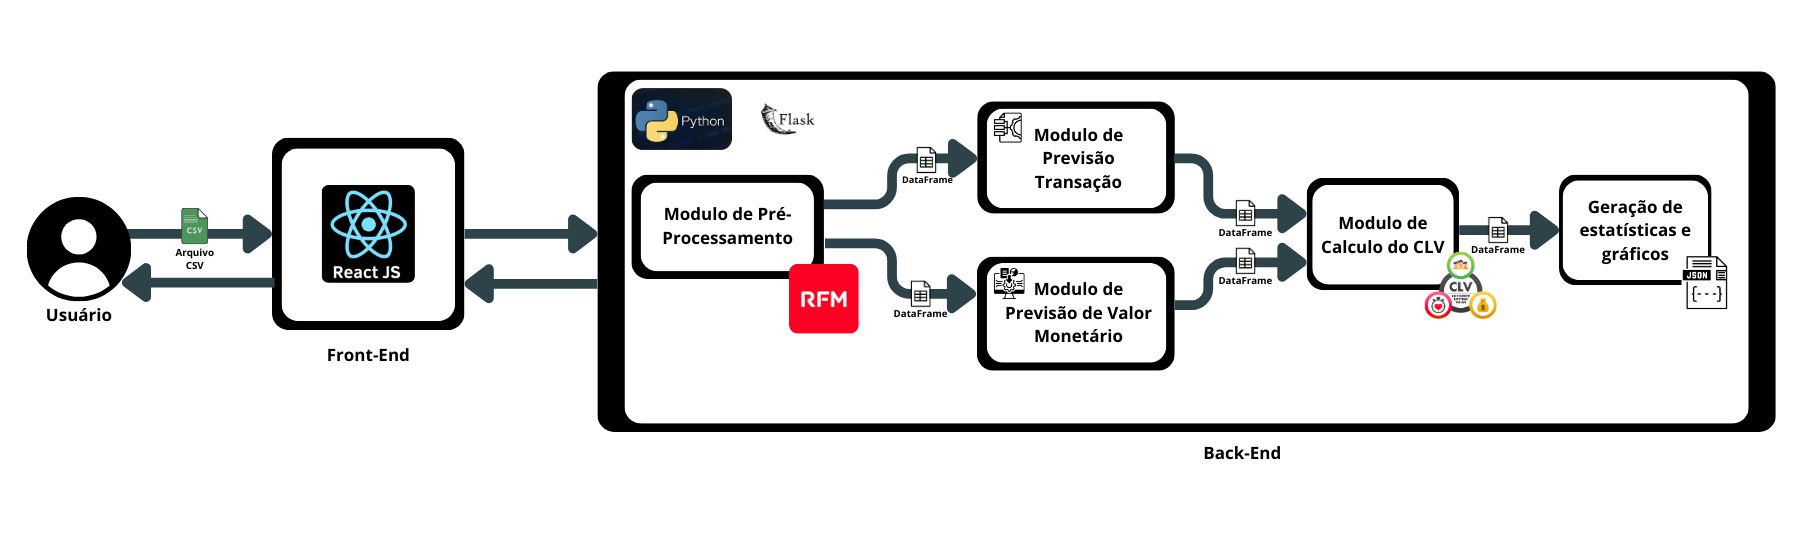 Usuário
CSV
Arquivo
CSV
React JS
Front-End
Python
Flask
Modulo de Pré-
Processamento
RFM
DataFrame
DataFrame
Modulo de
Previsão
Transação
Modulo de
Previsão de Valor
Monetário
DataFrame
DataFrame
Modulo de
Calculo do CLV
CLV
DataFrame
Geração de
estatísticas e
gráficos
JSON
{---}
Back-End